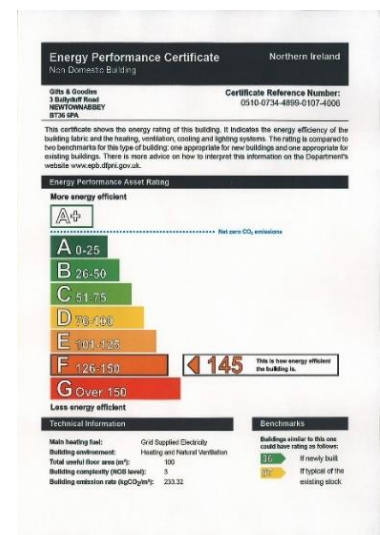 Energy Performance Certificate
Northern Ireland
Non Domestic Building
Gifts & Goodies
3 Ballyduff Road
NEWTOWNABBEY
BT36 6PA
Certificate Reference Number:
0510-0734-4899-0107-4006
This certificate shows the energy rating of this building. It indicates the energy efficiency of the
building fabric and the heating, ventilation, cooling and lighting systems. The rating is compared to
two benchmarks for this type of building: one appropriate for new buildings and one appropriate for
existing buildings. There is more advice on how to interpret this information on the Department's
website www.epb.dfpni.gov.uk.
Energy Performance Asset Rating
More energy efficient
A+
Net zero CO₂ emissions
A 0-25
B 26-50
C 51-75
D 76-100
E 101-125
F 126-150
145
This is how energy efficient
the building is.
G Over 150
Less energy efficient
Technical Information
Main heating fuel: Grid Supplied Electricity
Building environment: Heating and Natural Ventilation
Total useful floor area (m²): 100
Building complexity (NOS level): 3
Building emission rate (kgCO₂/m²): 233.32
Benchmarks
Buildings similar to this one
could have rating as follows:
If newly built
If typical of the
existing stock